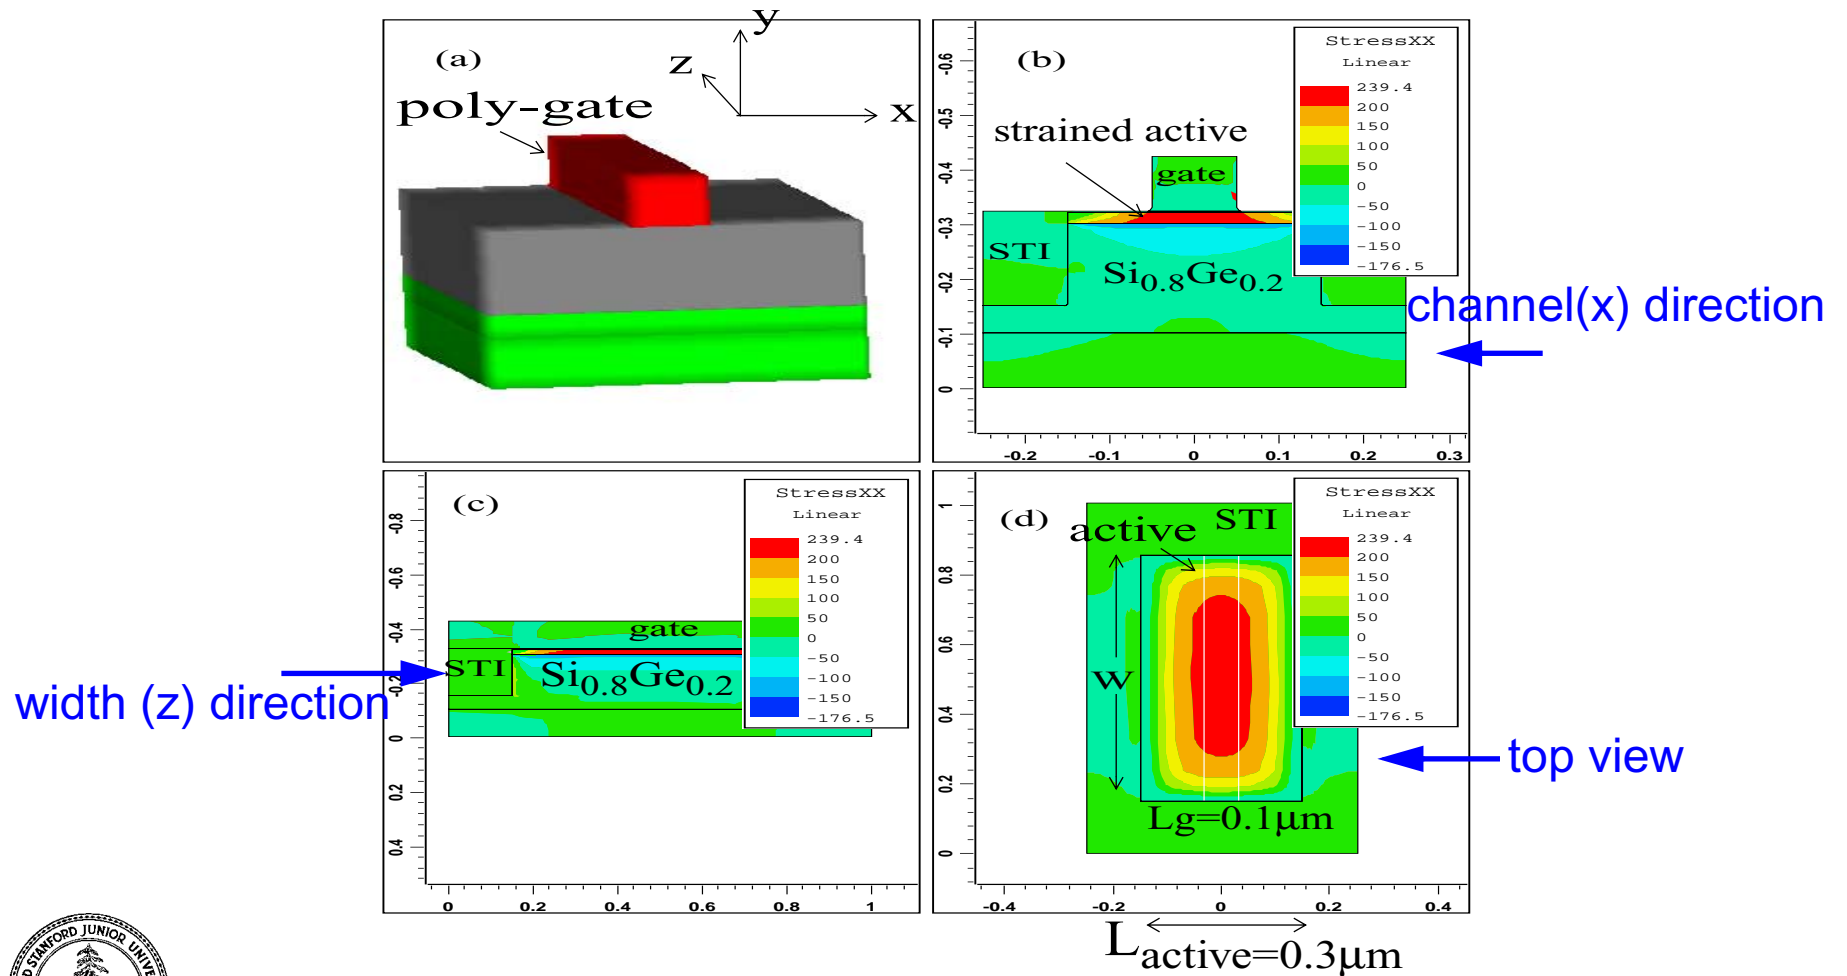 (a)
y
z
x
poly-gate
(b)
StressXX
Linear
239.4
200
150
100
50
0
-50
-100
-150
-176.5
strained active
gate
STI
Si0.8Ge0.2
-0.6
-0.5
-0.4
-0.3
-0.2
-0.1
0
-0.2
-0.1
0
0.1
0.2
0.3
channel(x) direction
(c)
StressXX
Linear
239.4
200
150
100
50
0
-50
-100
-150
-176.5
gate
STI
Si0.8Ge0.2
-0.8
-0.6
-0.4
-0.2
0
0.2
0.4
0
0.2
0.4
0.6
0.8
1
width (z) direction
(d)
StressXX
Linear
239.4
200
150
100
50
0
-50
-100
-150
-176.5
STI
active
W
Lg=0.1µm
1
0.8
0.6
0.4
0.2
0
-0.4
-0.2
0
0.2
0.4
Lactive=0.3µm
top view
STANFORD JUNIOR